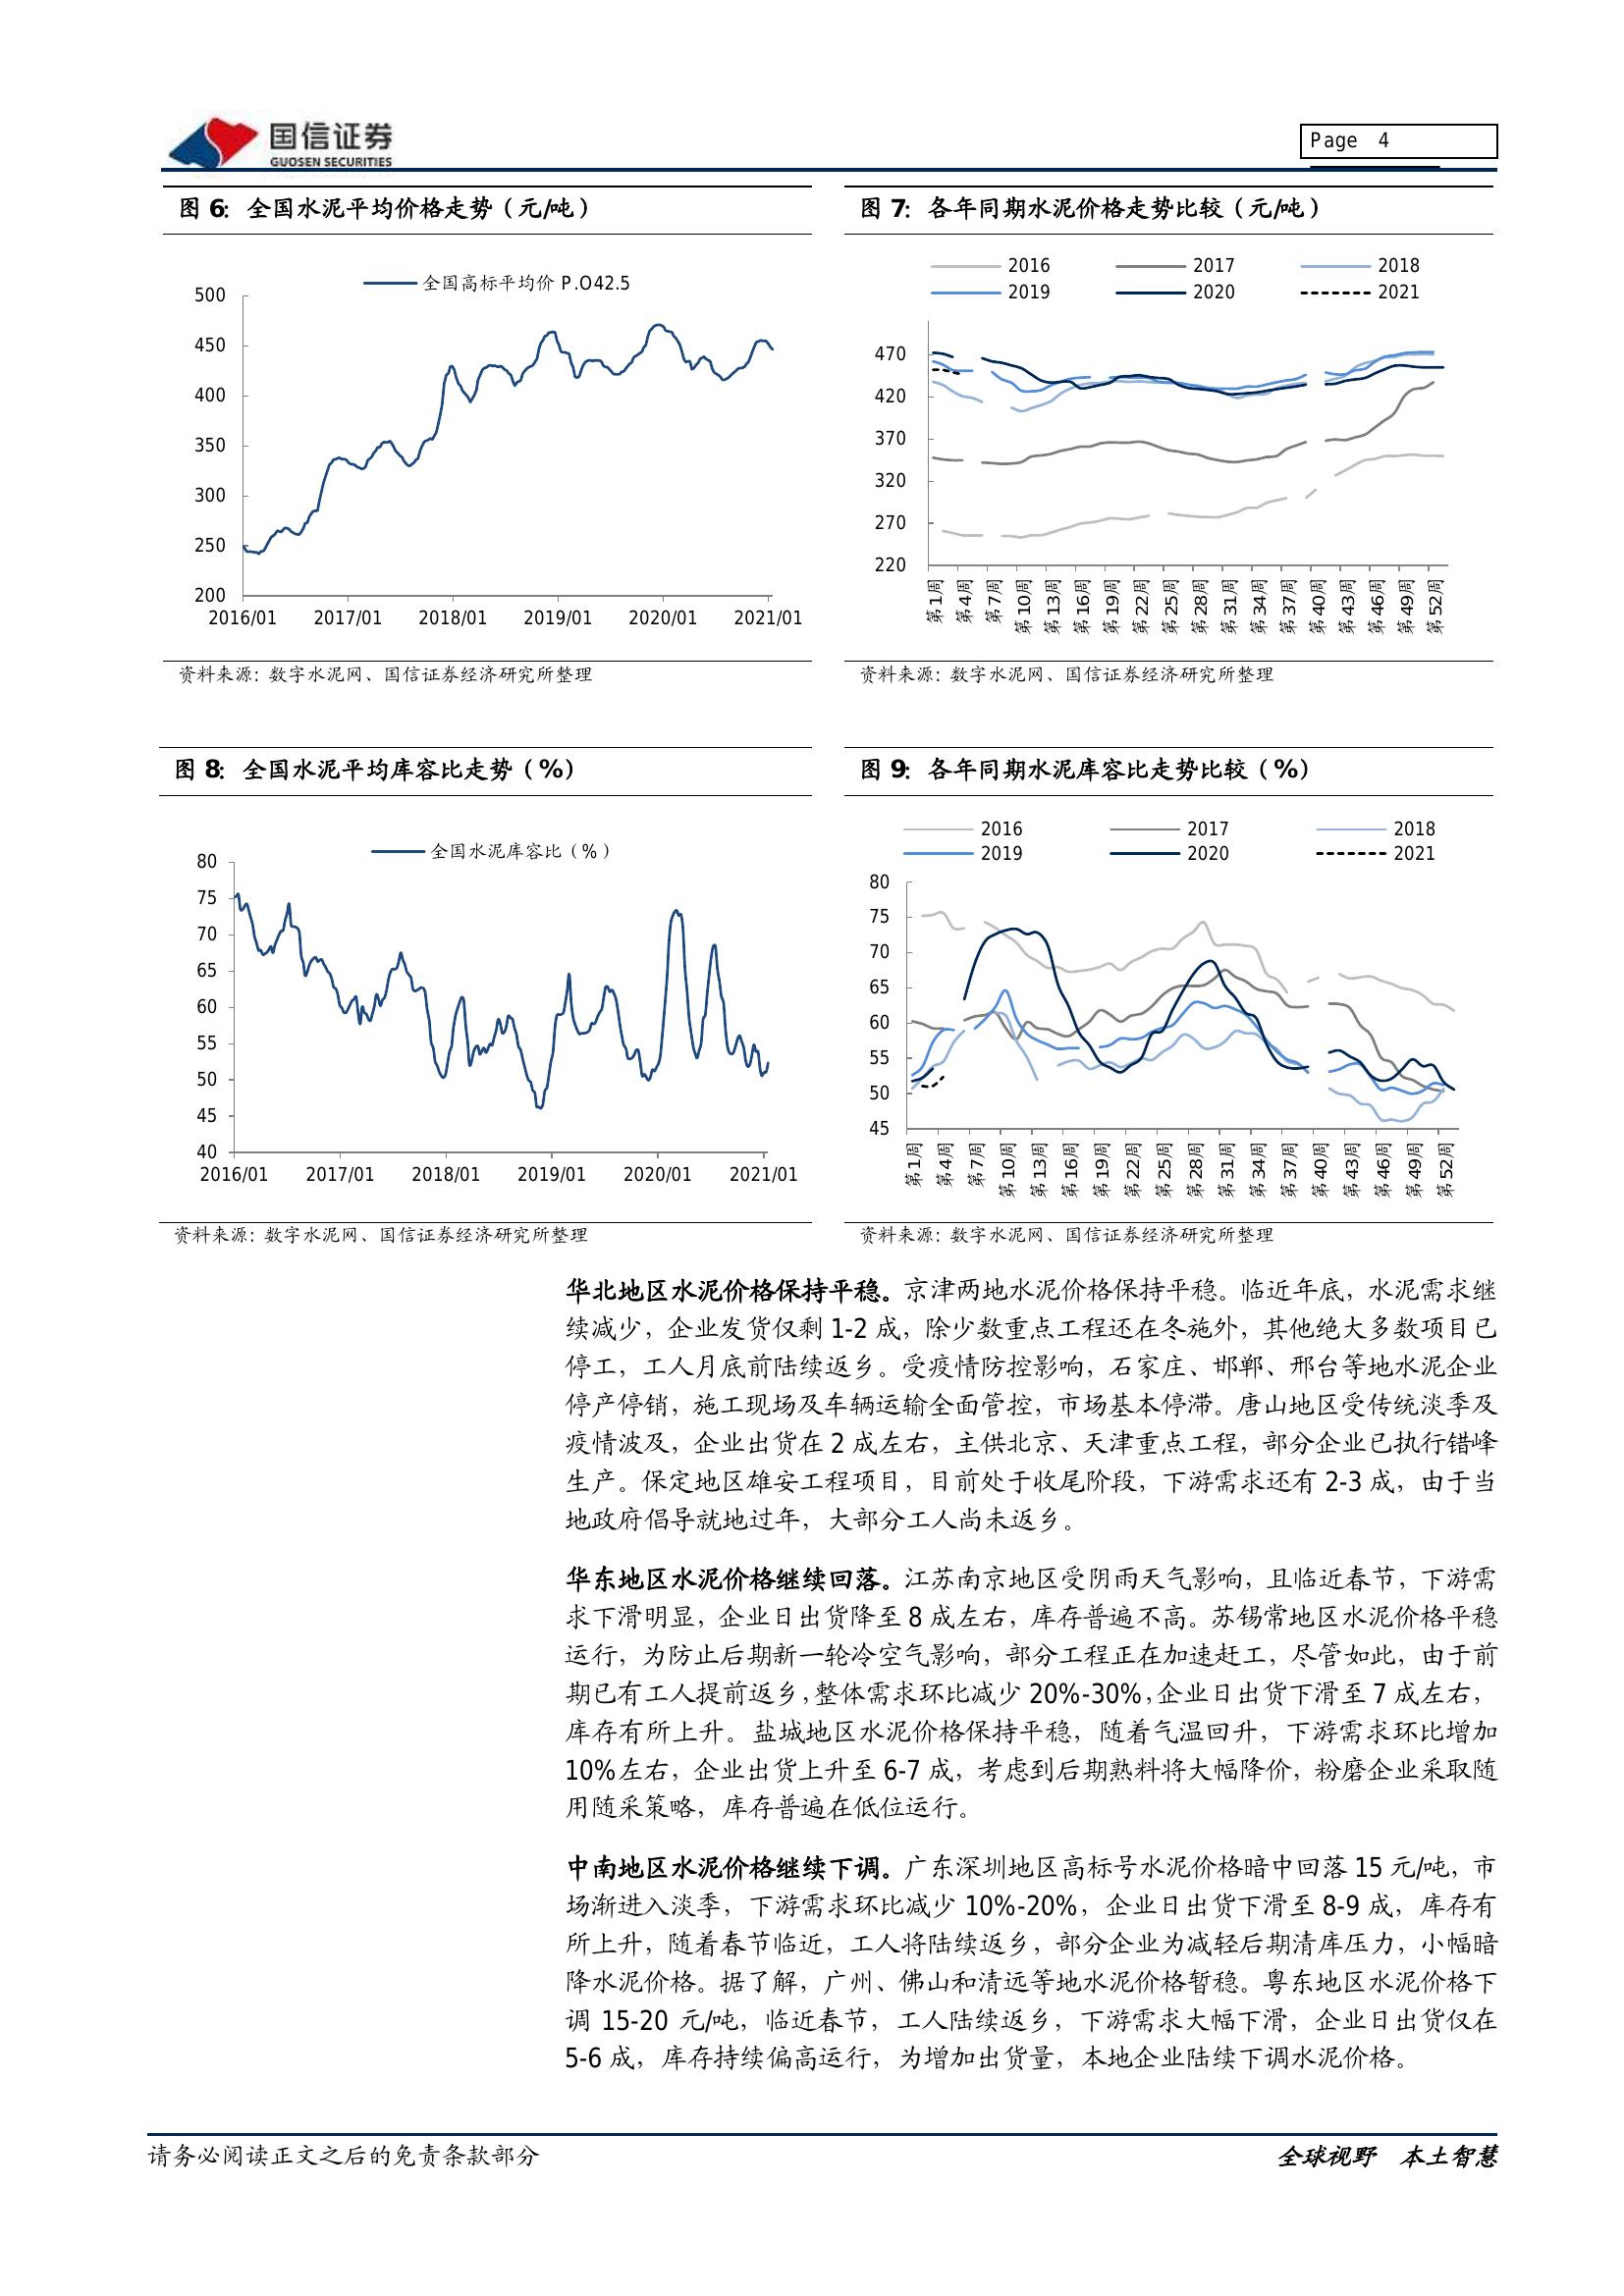 国信证券
GUOSEN SECURITIES
Page 4
图 6：全国水泥平均价格走势（元/吨）
全国高标平均价 P.O42.5
500
450
400
350
300
250
200
2016/01 2017/01 2018/01 2019/01 2020/01 2021/01
资料来源：数字水泥网、国信证券经济研究所整理
图 7：各年同期水泥价格走势比较（元/吨）
2016 2017 2018
2019 2020 2021
470
420
370
320
270
220
第1周 第4周 第7周 第10周 第13周 第16周 第19周 第22周 第25周 第28周 第31周 第34周 第37周 第40周 第43周 第46周 第49周 第52周
资料来源：数字水泥网、国信证券经济研究所整理
图 8：全国水泥平均库容比走势（%）
全国水泥库容比（%）
80
75
70
65
60
55
50
45
40
2016/01 2017/01 2018/01 2019/01 2020/01 2021/01
资料来源：数字水泥网、国信证券经济研究所整理
图 9：各年同期水泥库容比走势比较（%）
2016 2017 2018
2019 2020 2021
80
75
70
65
60
55
50
45
第1周 第4周 第7周 第10周 第13周 第16周 第19周 第22周 第25周 第28周 第31周 第34周 第37周 第40周 第43周 第46周 第49周 第52周
资料来源：数字水泥网、国信证券经济研究所整理
华北地区水泥价格保持平稳。京津两地水泥价格保持平稳。临近年底，水泥需求继
续减少，企业发货仅剩 1-2 成，除少数重点工程还在冬施外，其他绝大多数项目已
停工，工人月底前陆续返乡。受疫情防控影响，石家庄、邯郸、邢台等地水泥企业
停产停销，施工现场及车辆运输全面管控，市场基本停滞。唐山地区受传统淡季及
疫情波及，企业出货在 2 成左右，主供北京、天津重点工程，部分企业已执行错峰
生产。保定地区雄安工程项目，目前处于收尾阶段，下游需求还有 2-3 成，由于当
地政府倡导就地过年，大部分工人尚未返乡。
华东地区水泥价格继续回落。江苏南京地区受阴雨天气影响，且临近春节，下游需
求下滑明显，企业日出货降至 8 成左右，库存普遍不高。苏锡常地区水泥价格平稳
运行，为防止后期新一轮冷空气影响，部分工程正在加速赶工，尽管如此，由于前
期已有工人提前返乡，整体需求环比减少 20%-30%，企业日出货下滑至 7 成左右，
库存有所上升。盐城地区水泥价格保持平稳，随着气温回升，下游需求环比增加
10%左右，企业出货上升至 6-7 成，考虑到后期熟料将大幅降价，粉磨企业采取随
用随采策略，库存普遍在低位运行。
中南地区水泥价格继续下调。广东深圳地区高标号水泥价格暗中回落 15 元/吨，市
场渐进入淡季，下游需求环比减少 10%-20%，企业日出货下滑至 8-9 成，库存有
所上升，随着春节临近，工人将陆续返乡，部分企业为减轻后期清库压力，小幅暗
降水泥价格。据了解，广州、佛山和清远等地水泥价格暂稳。粤东地区水泥价格下
调 15-20 元/吨，临近春节，工人陆续返乡，下游需求大幅下滑，企业日出货仅在
5-6 成，库存持续偏高运行，为增加出货量，本地企业陆续下调水泥价格。
请务必阅读正文之后的免责条款部分
全球视野 本土智慧